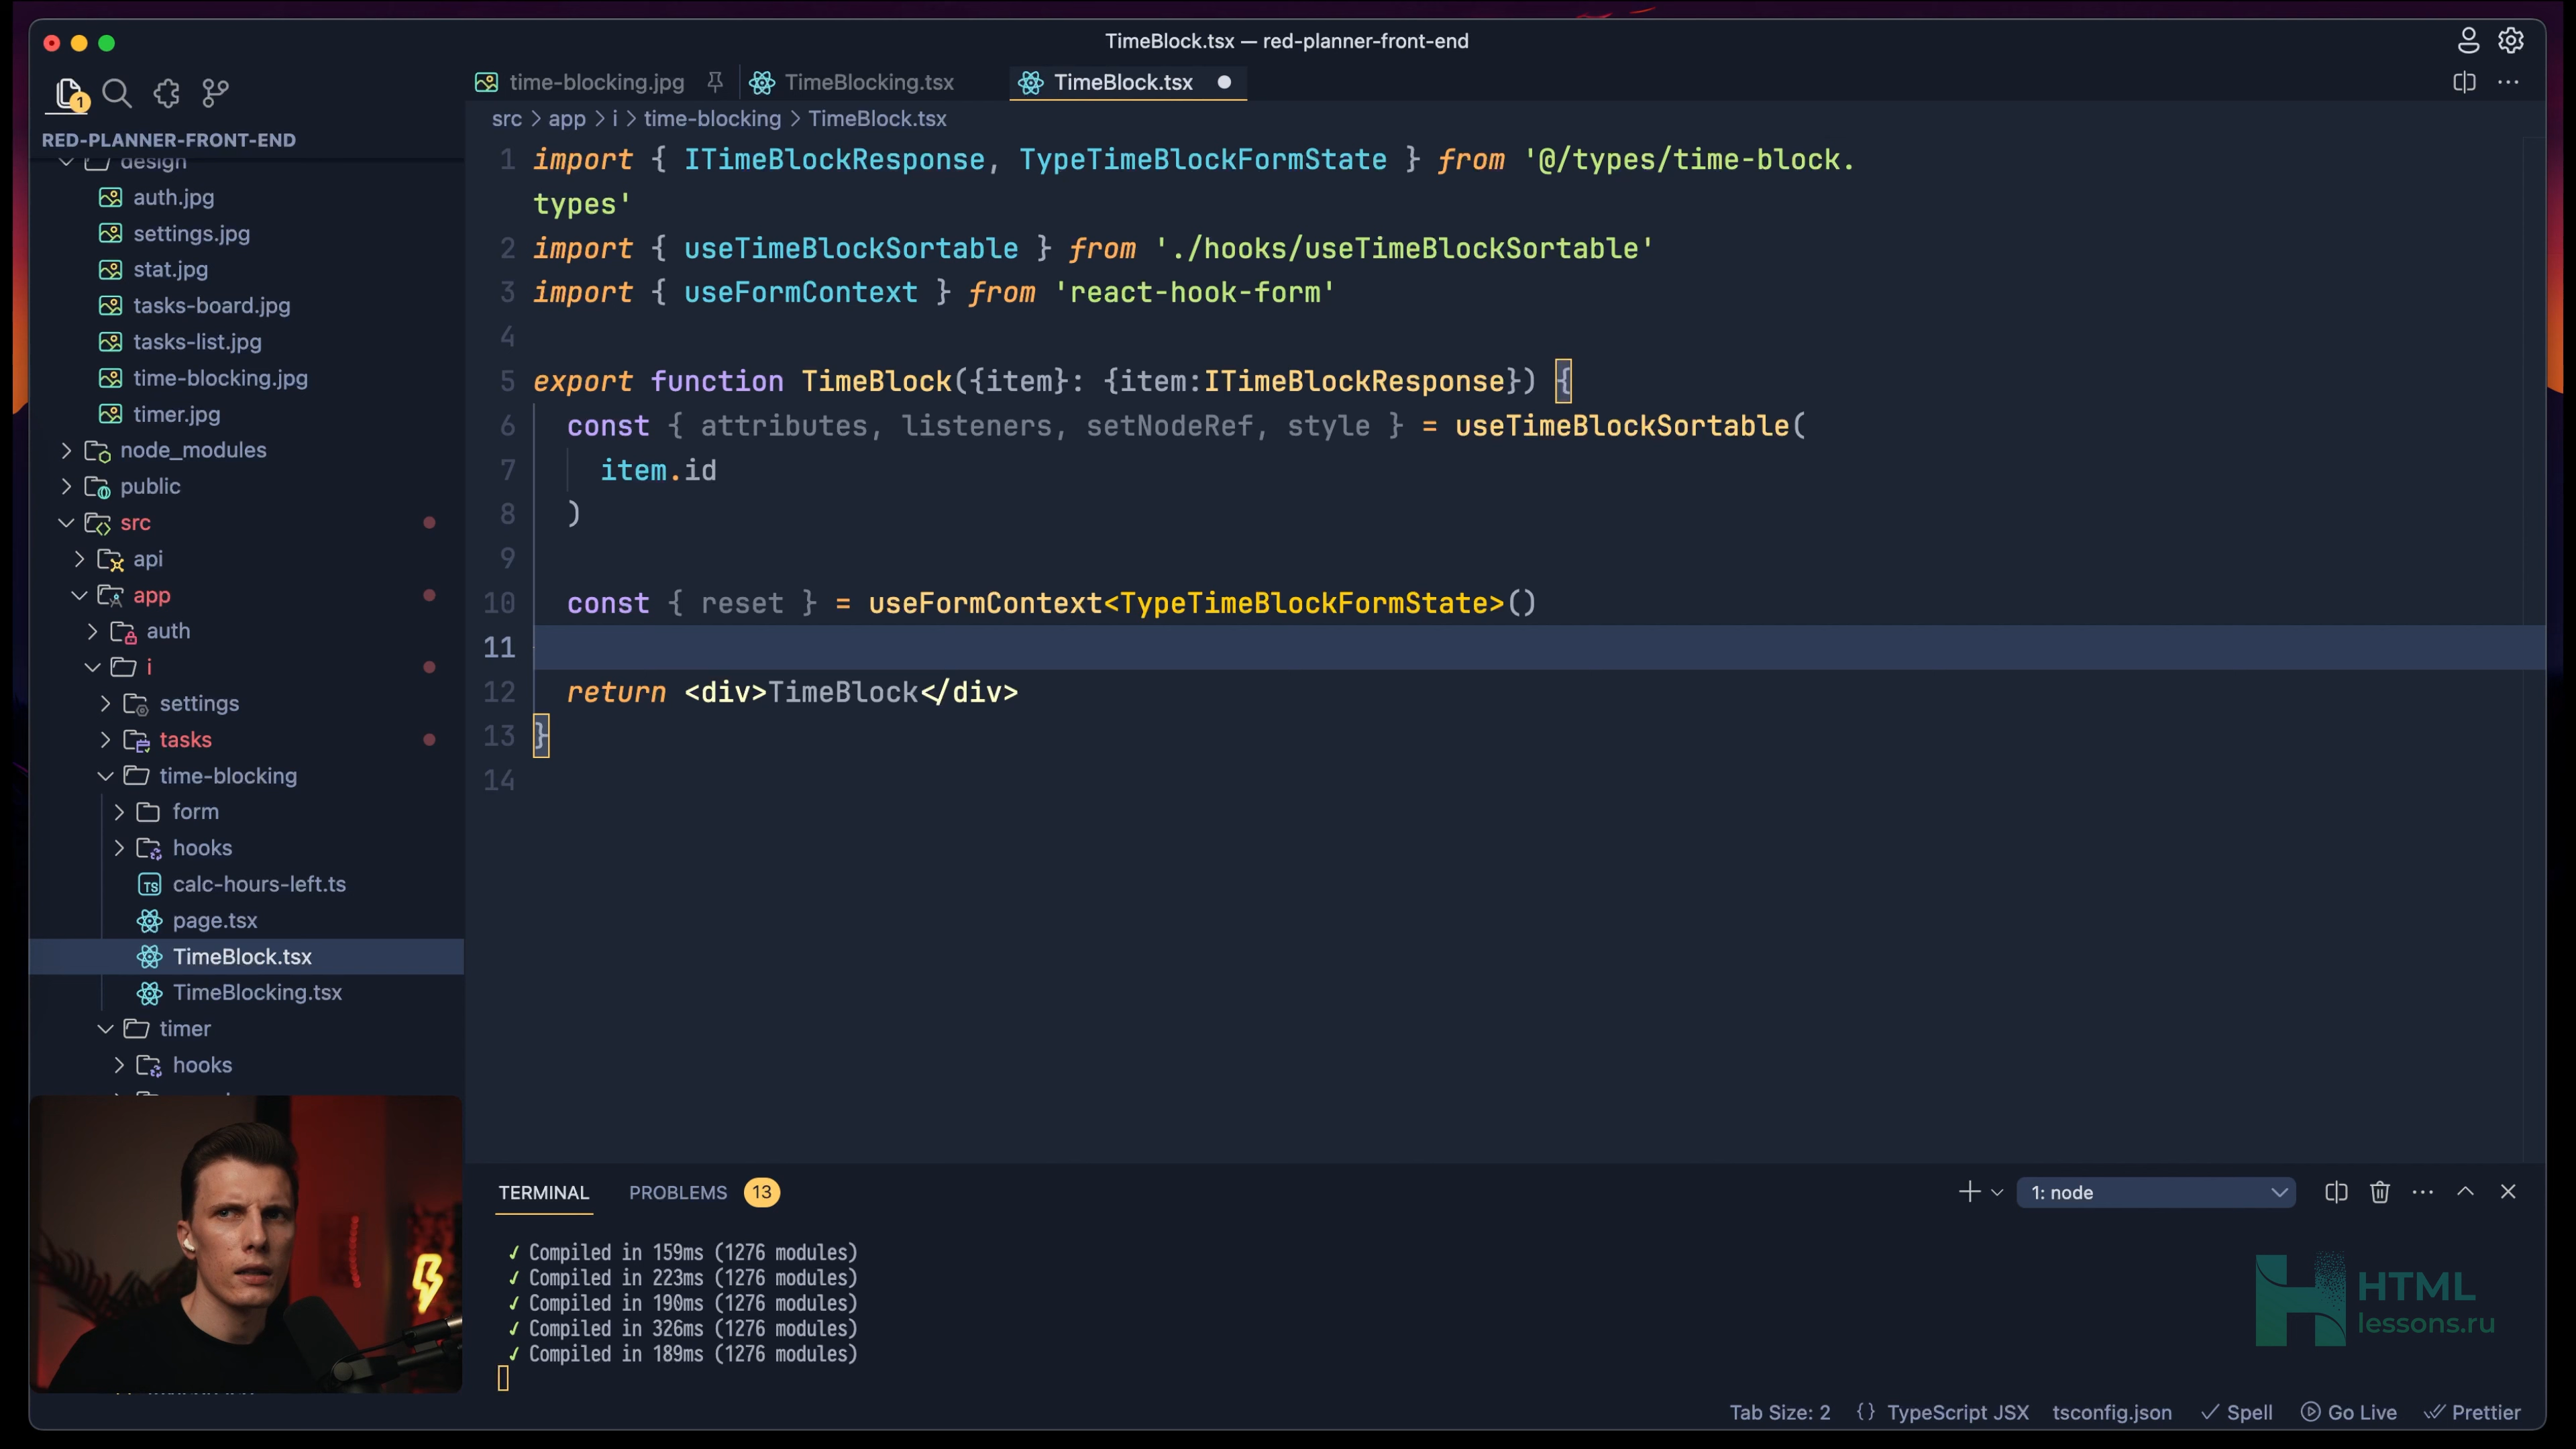 TimeBlock.tsx — red-planner-front-end
1
RED-PLANNER-FRONT-END
design
auth.jpg
settings.jpg
stat.jpg
tasks-board.jpg
tasks-list.jpg
time-blocking.jpg
timer.jpg
node_modules
public
src
api
app
auth
i
settings
tasks
time-blocking
form
hooks
calc-hours-left.ts
page.tsx
TimeBlock.tsx
TimeBlocking.tsx
timer
hooks
time-blocking.jpg TimeBlocking.tsx TimeBlock.tsx
src > app > i > time-blocking > TimeBlock.tsx
1 import { ITimeBlockResponse, TypeTimeBlockFormState } from '@/types/time-block.
types'
2 import { useTimeBlockSortable } from './hooks/useTimeBlockSortable'
3 import { useFormContext } from 'react-hook-form'
4
5 export function TimeBlock({item}: {item:ITimeBlockResponse}) {
6 const { attributes, listeners, setNodeRef, style } = useTimeBlockSortable(
7 item.id
8 )
9
10 const { reset } = useFormContext<TypeTimeBlockFormState>()
11
12 return <div>TimeBlock</div>
13 }
14
TERMINAL PROBLEMS 13
1: node
✓ Compiled in 159ms (1276 modules)
✓ Compiled in 223ms (1276 modules)
✓ Compiled in 190ms (1276 modules)
✓ Compiled in 326ms (1276 modules)
✓ Compiled in 189ms (1276 modules)
HTML
lessons.ru
Tab Size: 2 {} TypeScript JSX tsconfig.json ✓ Spell Go Live Prettier